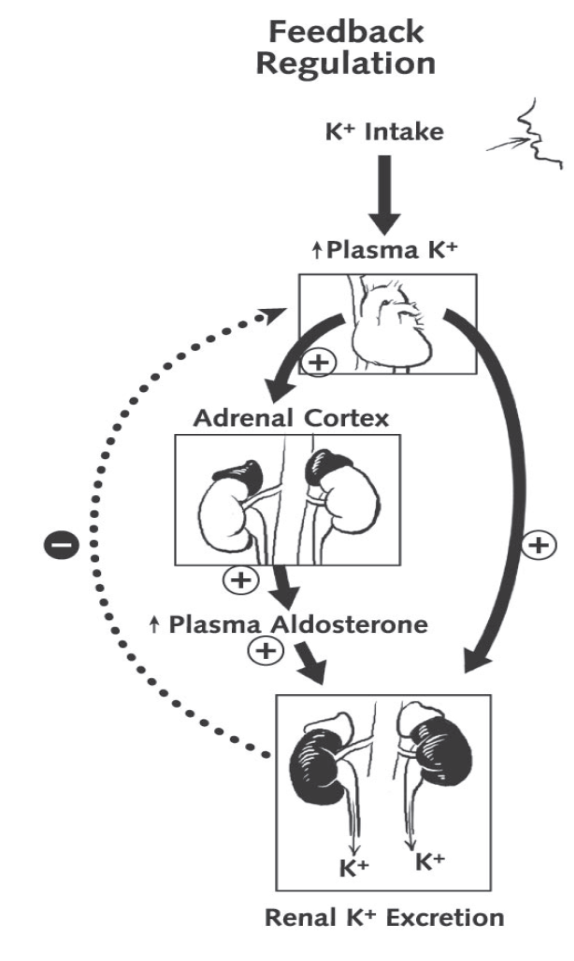 Feedback
Regulation
K⁺ Intake
↑Plasma K⁺
+
Adrenal Cortex
−
+
+
↑ Plasma Aldosterone
+
K⁺
K⁺
Renal K⁺ Excretion